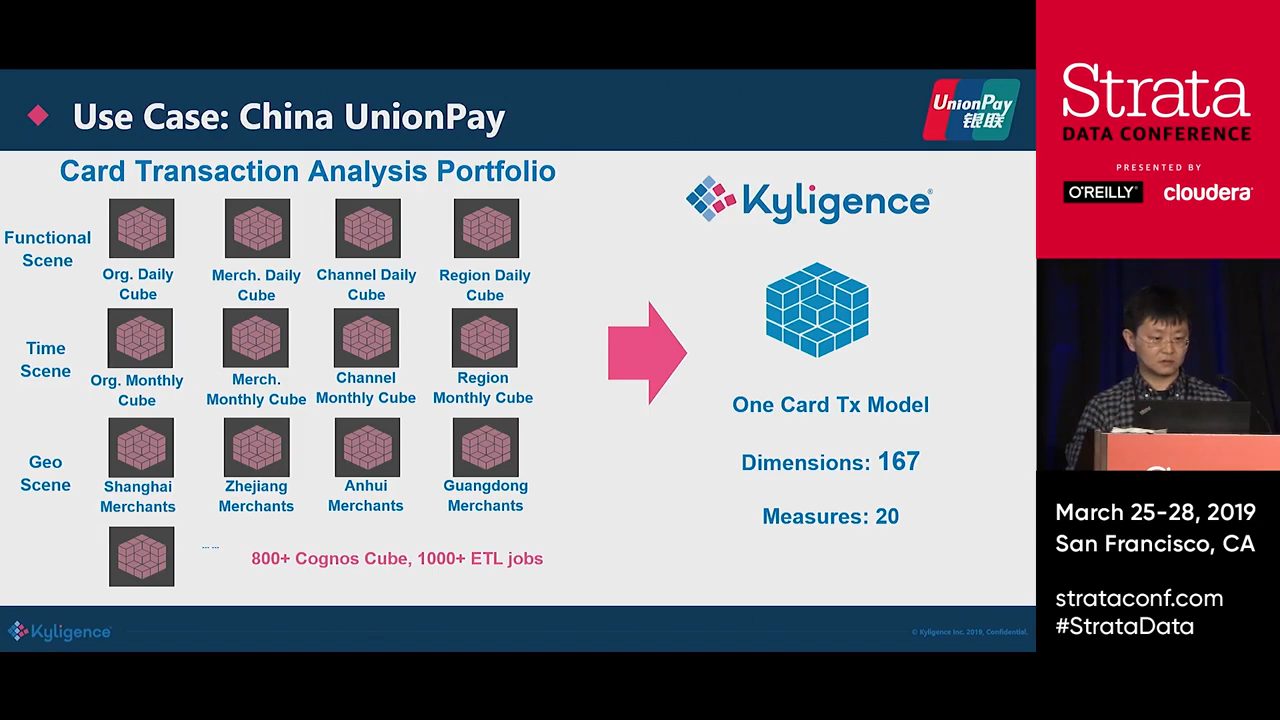 Use Case: China UnionPay
UnionPay
银联
Card Transaction Analysis Portfolio
Functional
Scene
Org. Daily
Cube
Merch. Daily
Cube
Channel Daily
Cube
Region Daily
Cube
Time
Scene
Org. Monthly
Cube
Merch.
Monthly Cube
Channel
Monthly Cube
Region
Monthly Cube
Geo
Scene
Shanghai
Merchants
Zhejiang
Merchants
Anhui
Merchants
Guangdong
Merchants
... ...
800+ Cognos Cube, 1000+ ETL jobs
Kyligence®
One Card Tx Model
Dimensions: 167
Measures: 20
Kyligence®
© Kyligence Inc. 2019, Confidential.
Strata
DATA CONFERENCE
PRESENTED BY
O'REILLY®
cloudera®
March 25-28, 2019
San Francisco, CA
strataconf.com
#StrataData